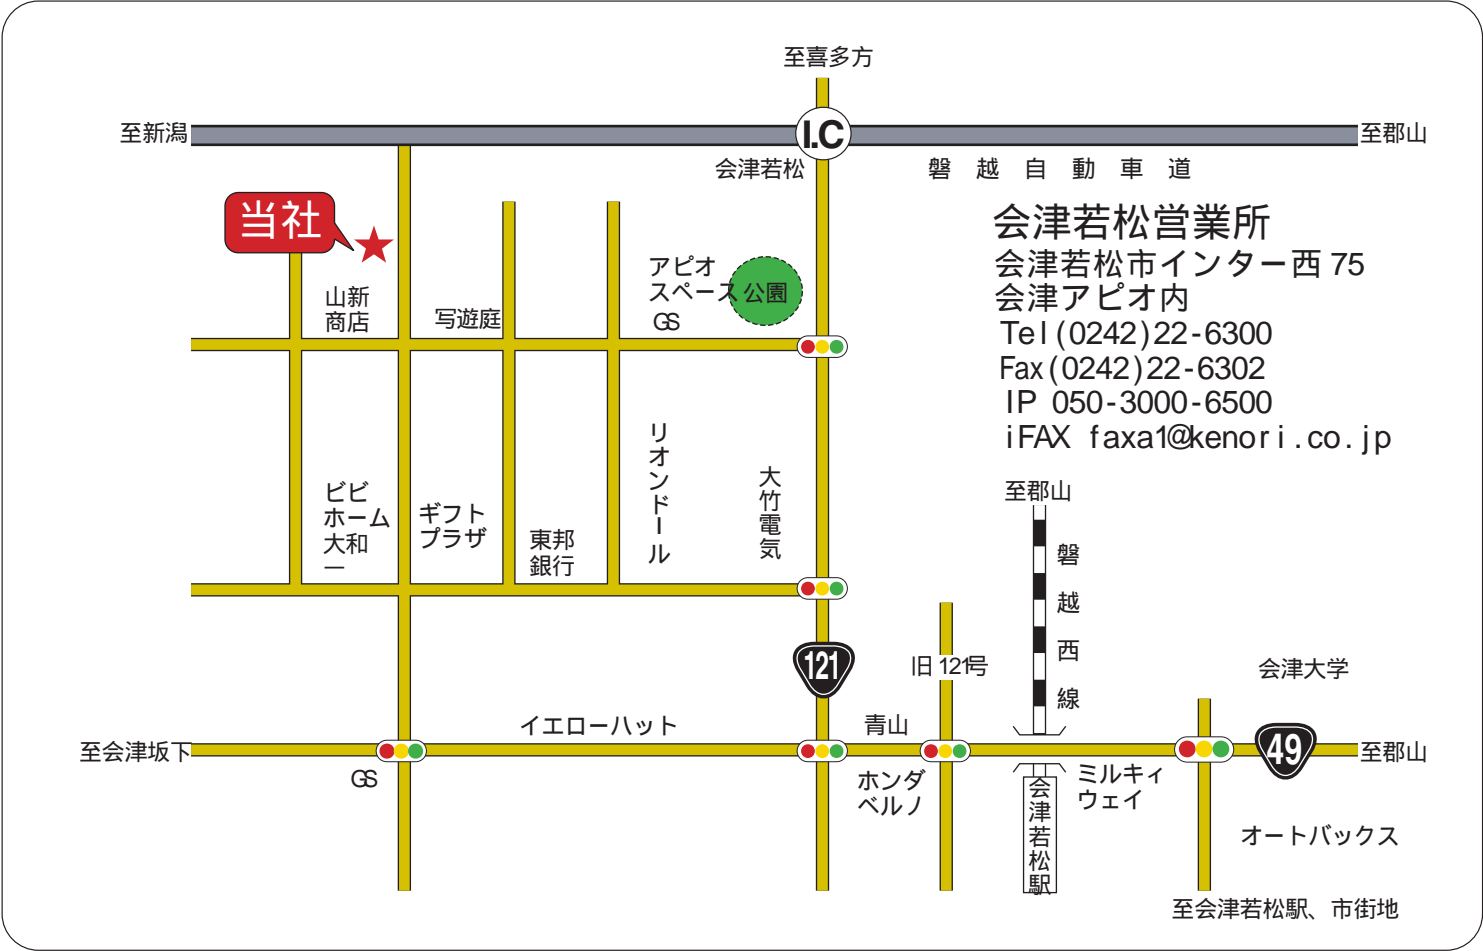 至喜多方
至新潟
I.C
至郡山
会津若松
磐越自動車道
当社
会津若松営業所
会津若松市インター西 75
会津アピオ内
Tel(0242)22-6300
Fax(0242)22-6302
IP 050-3000-6500
iFAX faxa1@kenori.co.jp
山新
商店
写遊庭
アピオ
スペース
GS
公園
リオンドール
大竹電気
ビビ
ホーム
大和
ー
ギフト
プラザ
東邦
銀行
至郡山
磐越西線
121
旧 121号
会津大学
イエローハット
青山
至会津坂下
49
至郡山
GS
ホンダ
ベルノ
会津若松駅
ミルキィ
ウェイ
オートバックス
至会津若松駅、市街地